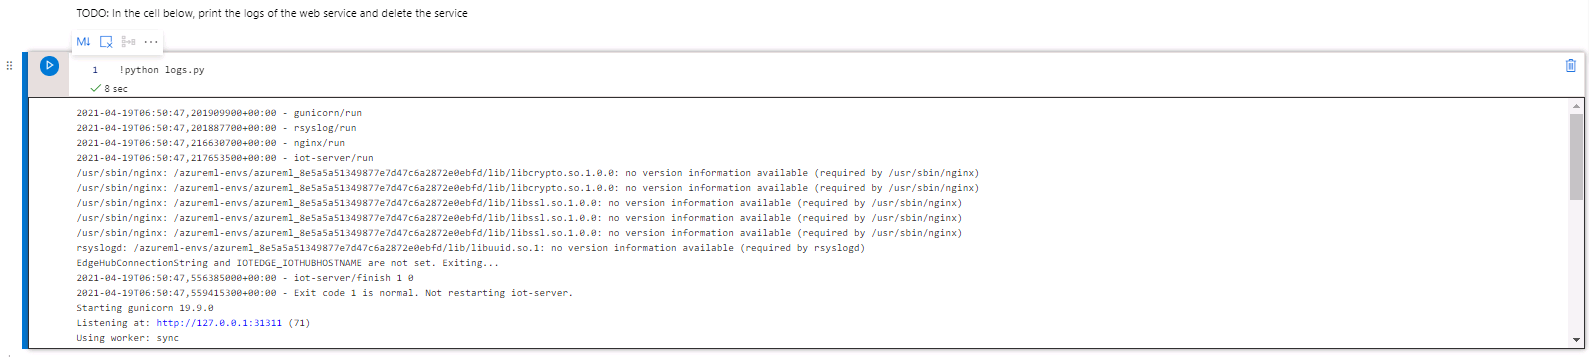 TODO: In the cell below, print the logs of the web service and delete the service
M↓
1 !python logs.py
8 sec
2021-04-19T06:50:47,201909900+00:00 - gunicorn/run
2021-04-19T06:50:47,201887700+00:00 - rsyslog/run
2021-04-19T06:50:47,216630700+00:00 - nginx/run
2021-04-19T06:50:47,217653500+00:00 - iot-server/run
/usr/sbin/nginx: /azureml-envs/azureml_8e5a5a51349877e7d47c6a2872e0ebfd/lib/libcrypto.so.1.0.0: no version information available (required by /usr/sbin/nginx)
/usr/sbin/nginx: /azureml-envs/azureml_8e5a5a51349877e7d47c6a2872e0ebfd/lib/libcrypto.so.1.0.0: no version information available (required by /usr/sbin/nginx)
/usr/sbin/nginx: /azureml-envs/azureml_8e5a5a51349877e7d47c6a2872e0ebfd/lib/libssl.so.1.0.0: no version information available (required by /usr/sbin/nginx)
/usr/sbin/nginx: /azureml-envs/azureml_8e5a5a51349877e7d47c6a2872e0ebfd/lib/libssl.so.1.0.0: no version information available (required by /usr/sbin/nginx)
/usr/sbin/nginx: /azureml-envs/azureml_8e5a5a51349877e7d47c6a2872e0ebfd/lib/libssl.so.1.0.0: no version information available (required by /usr/sbin/nginx)
rsyslogd: /azureml-envs/azureml_8e5a5a51349877e7d47c6a2872e0ebfd/lib/libuuid.so.1: no version information available (required by rsyslogd)
EdgeHubConnectionString and IOTEDGE_IOTHUBHOSTNAME are not set. Exiting...
2021-04-19T06:50:47,556385000+00:00 - iot-server/finish 1 0
2021-04-19T06:50:47,559415300+00:00 - Exit code 1 is normal. Not restarting iot-server.
Starting gunicorn 19.9.0
Listening at: http://127.0.0.1:31311 (71)
Using worker: sync